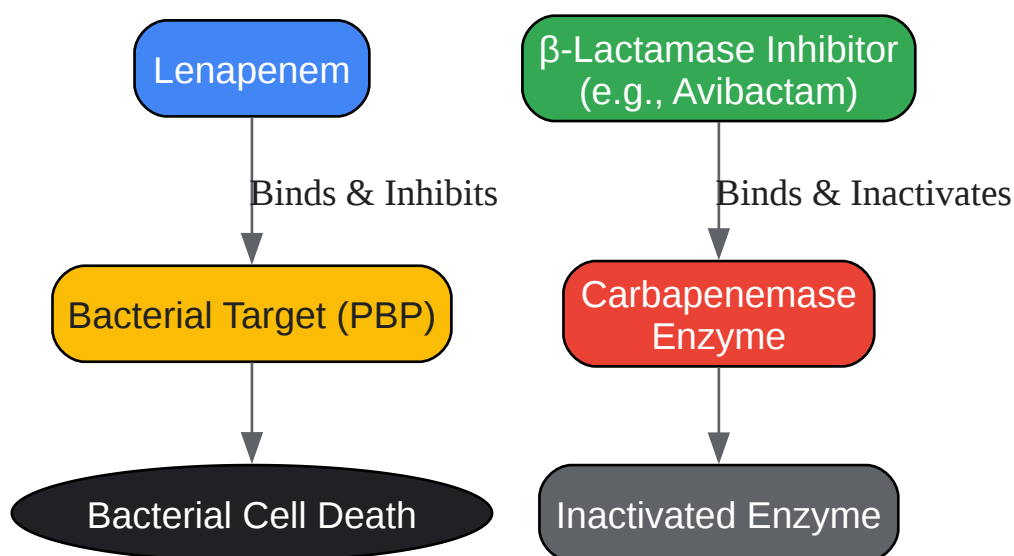 Lenapenem
Binds & Inhibits
Bacterial Target (PBP)
Bacterial Cell Death
β-Lactamase Inhibitor
(e.g., Avibactam)
Binds & Inactivates
Carbapenemase
Enzyme
Inactivated Enzyme